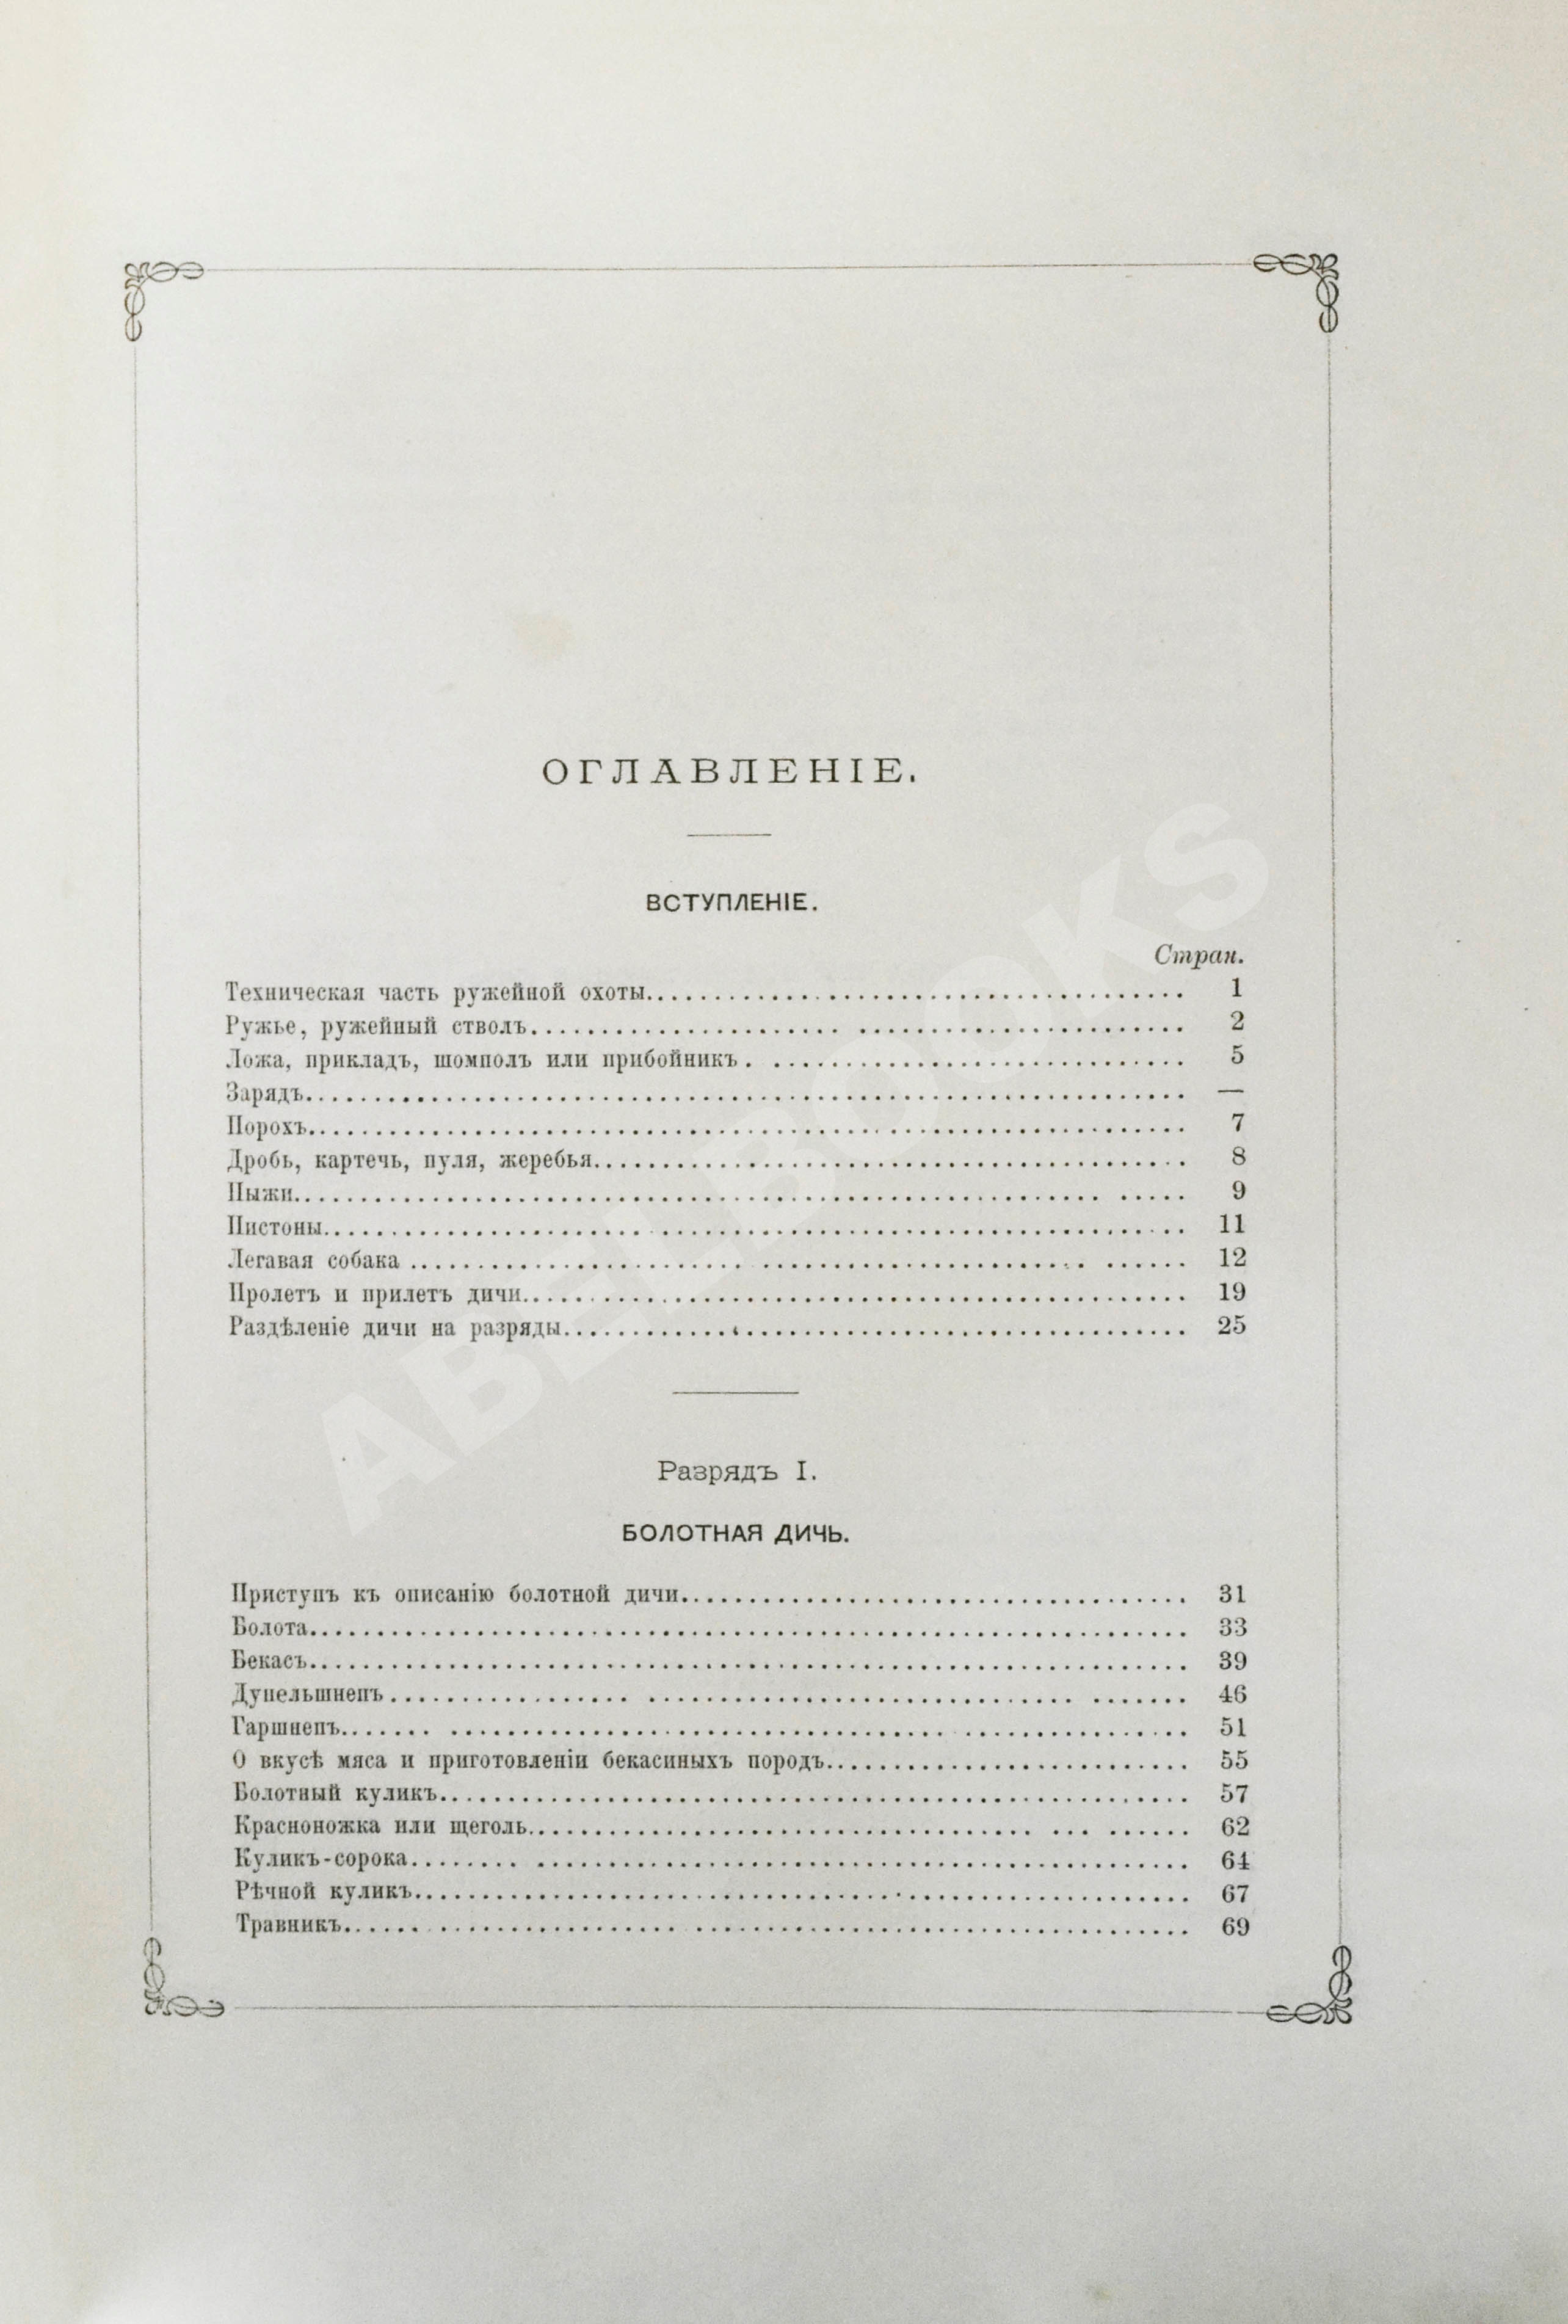 ОГЛАВЛЕНІЕ.
ВСТУПЛЕНІЕ.
Стран.
Техническая часть ружейной охоты. 1
Ружье, ружейный стволъ. 2
Ложа, прикладъ, шомполъ или прибойникъ. 5
Зарядъ. —
Порохъ. 7
Дробь, картечь, пуля, жеребья. 8
Пыжи. 9
Пистоны. 11
Легавая собака 12
Пролетъ и прилетъ дичи. 19
Раздѣленіе дичи на разряды. 25
Разрядъ I.
БОЛОТНАЯ ДИЧЬ.
Приступъ къ описанію болотной дичи. 31
Болота. 33
Бекасъ. 39
Дупельшнепъ 46
Гаршнепъ. 51
О вкусѣ мяса и приготовленіи бекасиныхъ породъ. 55
Болотный куликъ. 57
Красноножка или щеголь. 62
Куликъ-сорока. 64
Рѣчной куликъ. 67
Травникъ. 69
ABELBOOKS